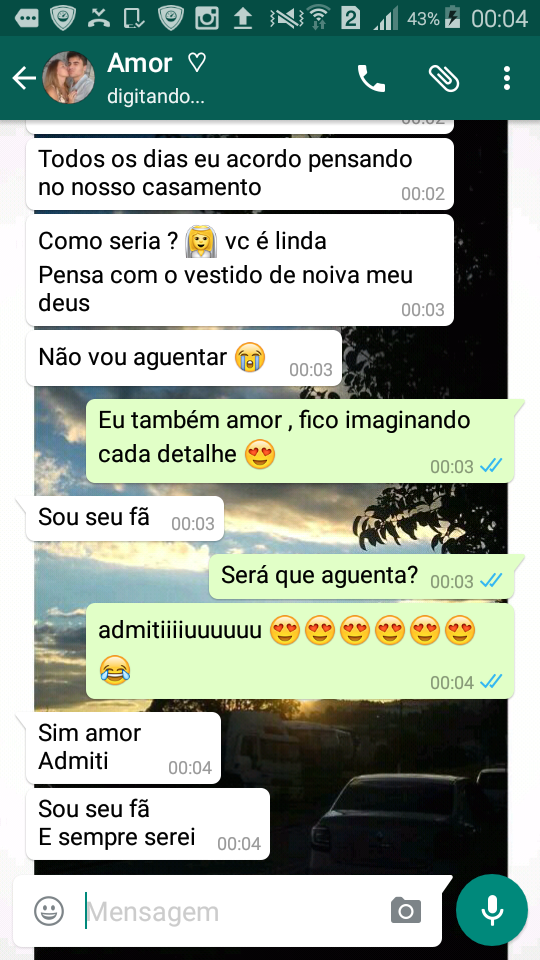 43% 00:04
Amor ♡
digitando...
00:02
Todos os dias eu acordo pensando
no nosso casamento
00:02
Como seria ? 👰 vc é linda
Pensa com o vestido de noiva meu
deus
00:03
Não vou aguentar 😭 00:03
Eu também amor , fico imaginando
cada detalhe 😍
00:03
Sou seu fã 00:03
Será que aguenta? 00:03
admitiiiiuuuuuu 😍😍😍😍😍😍
😂
00:04
Sim amor
Admiti
00:04
Sou seu fã
E sempre serei 00:04
Mensagem